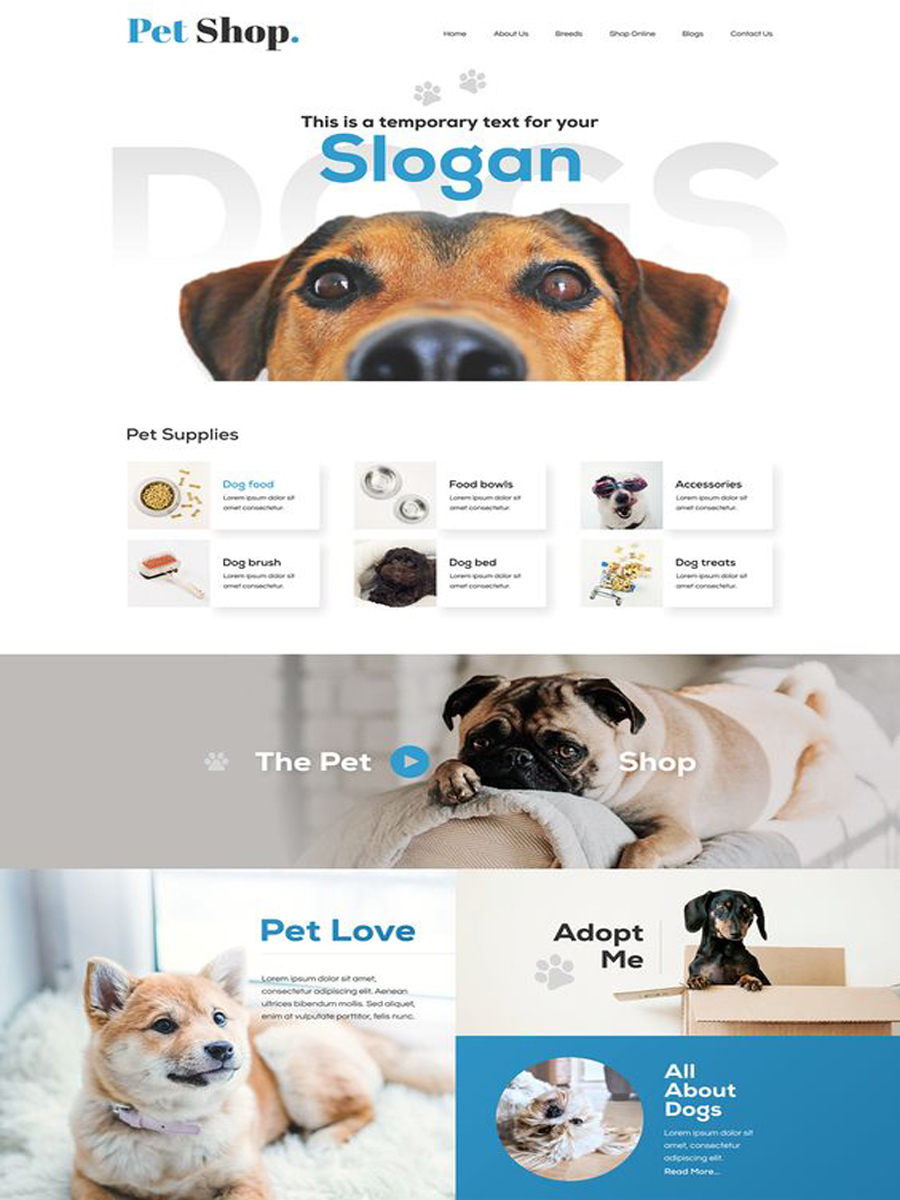 Pet Shop.
Home About Us Breeds Shop Online Blogs Contact Us
This is a temporary text for your
DOGS
Slogan
Pet Supplies
Dog food
Lorem ipsum dolor sit
amet consectetur.
Food bowls
Lorem ipsum dolor sit
amet consectetur.
Accessories
Lorem ipsum dolor sit
amet consectetur.
Dog brush
Lorem ipsum dolor sit
amet consectetur.
Dog bed
Lorem ipsum dolor sit
amet consectetur.
Dog treats
Lorem ipsum dolor sit
amet consectetur.
The Pet Shop
Pet Love
Lorem ipsum dolor sit amet,
consectetur adipiscing elit. Aenean
ultrices bibendum mollis. Sed aliquet,
enim at vulputate porttitor, felis nunc.
Adopt
Me
All
About
Dogs
Lorem ipsum dolor sit
amet, consectetur
adipiscing elit.
Read More...